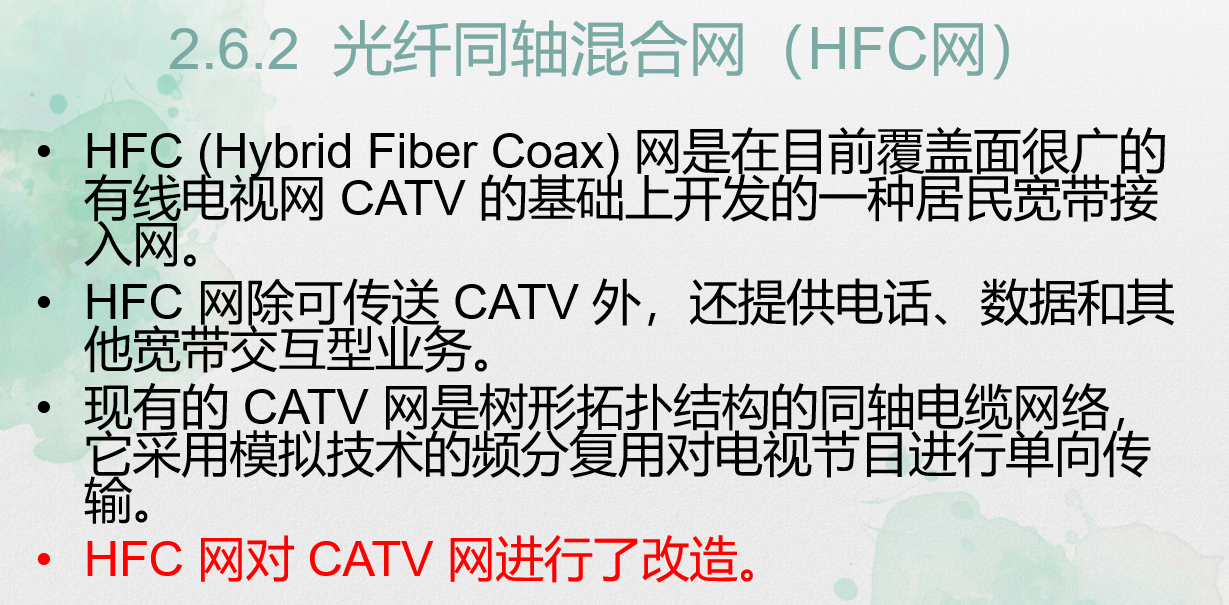 2.6.2 光纤同轴混合网（HFC网）
• HFC (Hybrid Fiber Coax) 网是在目前覆盖面很广的
有线电视网 CATV 的基础上开发的一种居民宽带接
入网。
• HFC 网除可传送 CATV 外，还提供电话、数据和其
他宽带交互型业务。
• 现有的 CATV 网是树形拓扑结构的同轴电缆网络，
它采用模拟技术的频分复用对电视节目进行单向传
输。
• HFC 网对 CATV 网进行了改造。